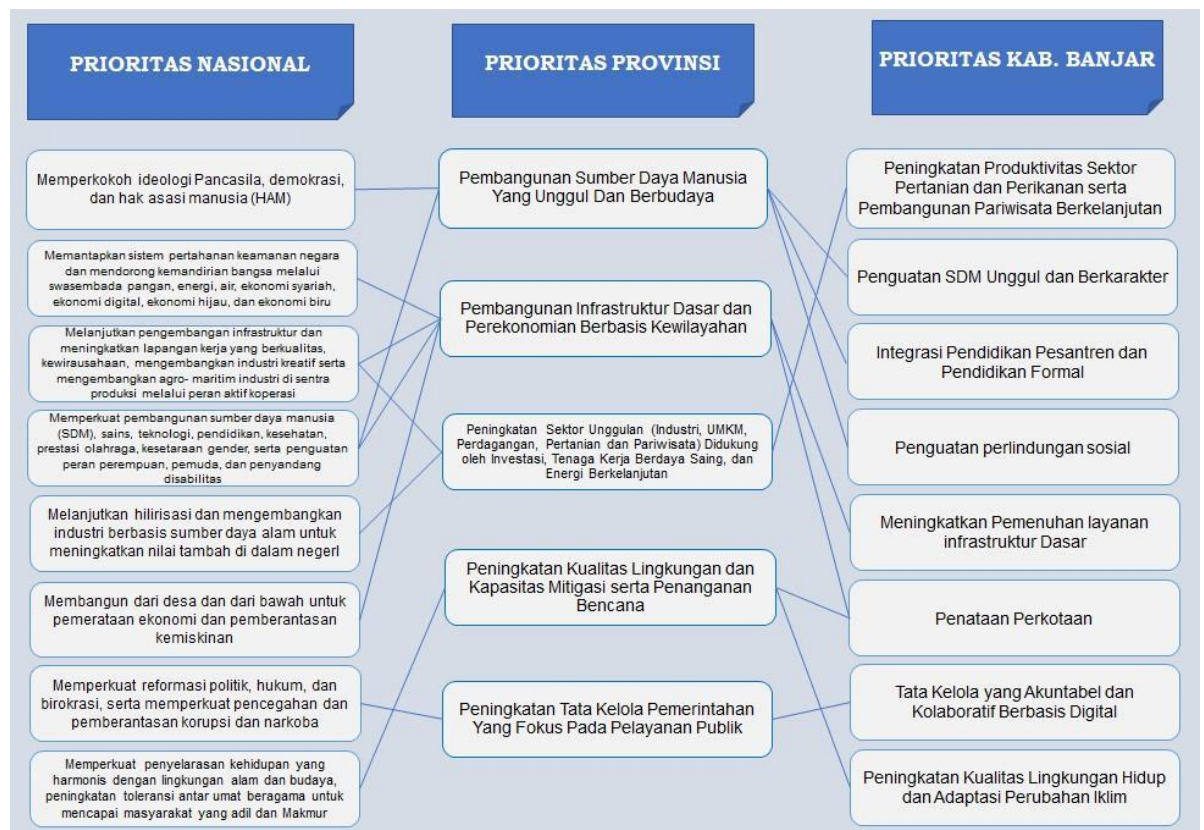 PRIORITAS NASIONAL
Memperkokoh ideologi Pancasila, demokrasi,
dan hak asasi manusia (HAM)
Memantapkan sistem pertahanan keamanan negara
dan mendorong kemandirian bangsa melalui
swasembada pangan, energi, air, ekonomi syariah,
ekonomi digital, ekonomi hijau, dan ekonomi biru
Melanjutkan pengembangan infrastruktur dan
meningkatkan lapangan kerja yang berkualitas,
kewirausahaan, mengembangkan industri kreatif serta
mengembangkan agro- maritim industri di sentra
produksi melalui peran aktif koperasi
Memperkuat pembangunan sumber daya manusia
(SDM), sains, teknologi, pendidikan, kesehatan,
prestasi olahraga, kesetaraan gender, serta penguatan
peran perempuan, pemuda, dan penyandang
disabilitas
Melanjutkan hilirisasi dan mengembangkan
industri berbasis sumber daya alam untuk
meningkatkan nilai tambah di dalam negerI
Membangun dari desa dan dari bawah untuk
pemerataan ekonomi dan pemberantasan
kemiskinan
Memperkuat reformasi politik, hukum, dan
birokrasi, serta memperkuat pencegahan dan
pemberantasan korupsi dan narkoba
Memperkuat penyelarasan kehidupan yang
harmonis dengan lingkungan alam dan budaya,
peningkatan toleransi antar umat beragama untuk
mencapai masyarakat yang adil dan Makmur
PRIORITAS PROVINSI
Pembangunan Sumber Daya Manusia
Yang Unggul Dan Berbudaya
Pembangunan Infrastruktur Dasar dan
Perekonomian Berbasis Kewilayahan
Peningkatan Sektor Unggulan (Industri, UMKM,
Perdagangan, Pertanian dan Pariwisata) Didukung
oleh Investasi, Tenaga Kerja Berdaya Saing, dan
Energi Berkelanjutan
Peningkatan Kualitas Lingkungan dan
Kapasitas Mitigasi serta Penanganan
Bencana
Peningkatan Tata Kelola Pemerintahan
Yang Fokus Pada Pelayanan Publik
PRIORITAS KAB. BANJAR
Peningkatan Produktivitas Sektor
Pertanian dan Perikanan serta
Pembangunan Pariwisata Berkelanjutan
Penguatan SDM Unggul dan Berkarakter
Integrasi Pendidikan Pesantren dan
Pendidikan Formal
Penguatan perlindungan sosial
Meningkatkan Pemenuhan layanan
infrastruktur Dasar
Penataan Perkotaan
Tata Kelola yang Akuntabel dan
Kolaboratif Berbasis Digital
Peningkatan Kualitas Lingkungan Hidup
dan Adaptasi Perubahan Iklim